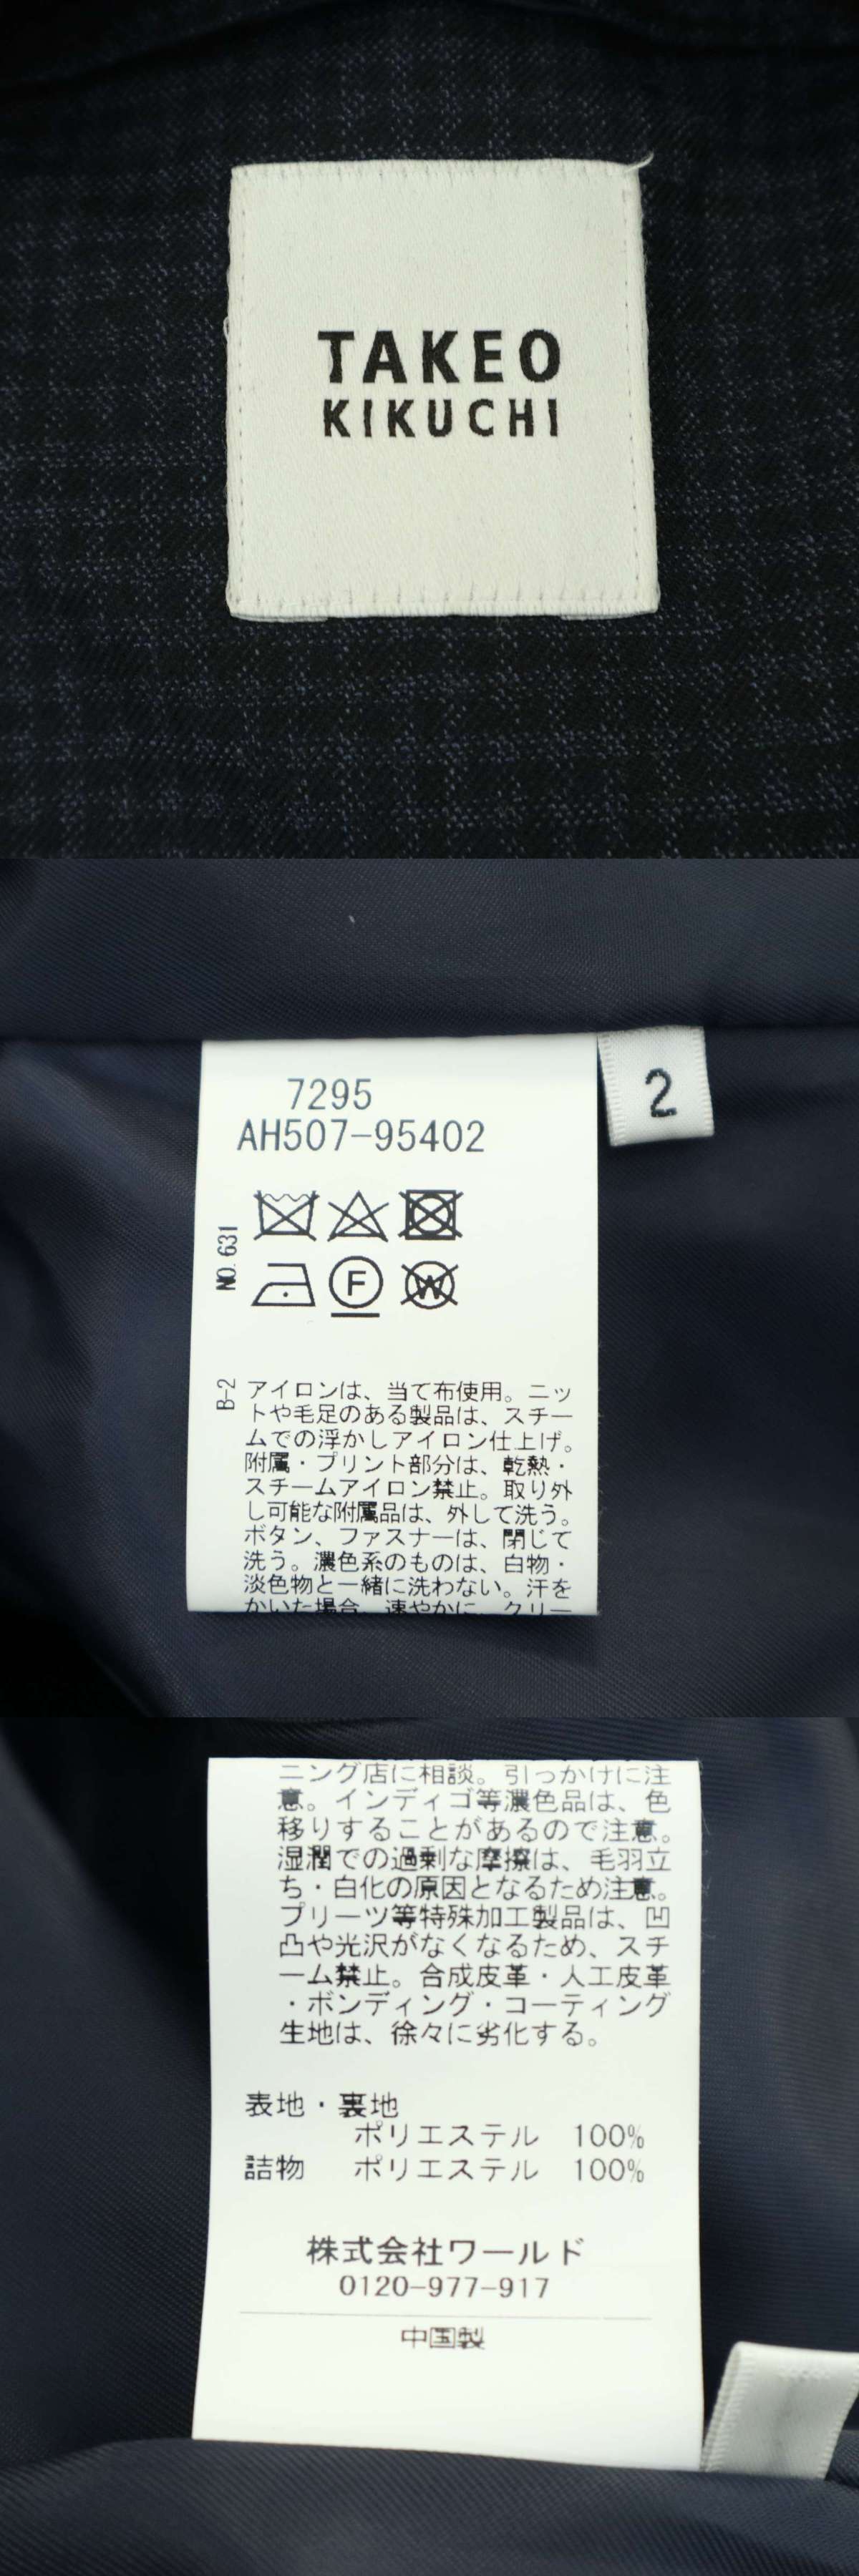 TAKEO
KIKUCHI
7295
AH507-95402
2
NO. 631
F
W
B-2
アイロンは、当て布使用。ニッ
トや毛足のある製品は、スチー
ムでの浮かしアイロン仕上げ。
附属・プリント部分は、乾熱・
スチームアイロン禁止。取り外
し可能な附属品は、外して洗う。
ボタン、ファスナーは、閉じて
洗う。濃色系のものは、白物・
淡色物と一緒に洗わない。汗を
かいた場合、速やかに、クリー
ニング店に相談。引っかけに注
意。インディゴ等濃色品は、色
移りすることがあるので注意。
湿潤での過剰な摩擦は、毛羽立
ち・白化の原因となるため注意。
プリーツ等特殊加工製品は、凹
凸や光沢がなくなるため、スチ
ーム禁止。合成皮革・人工皮革
・ボンディング・コーティング
生地は、徐々に劣化する。
表地・裏地
ポリエステル 100%
詰物 ポリエステル 100%
株式会社ワールド
0120-977-917
中国製